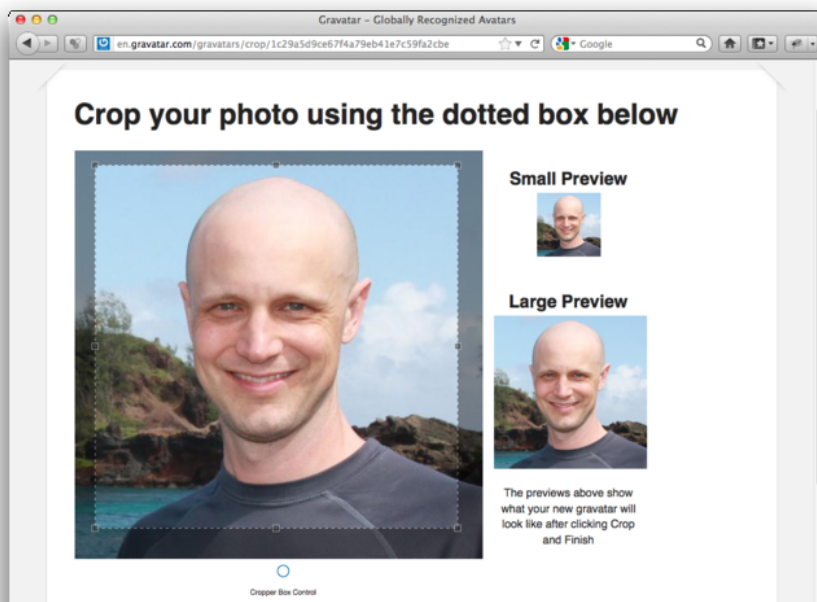 Gravatar - Globally Recognized Avatars
en.gravatar.com/gravatars/crop/1c29a5d9ce67f4a79eb41e7c59fa2cbe
Google
Crop your photo using the dotted box below
Small Preview
Large Preview
The previews above show
what your new gravatar will
look like after clicking Crop
and Finish
Cropper Box Control